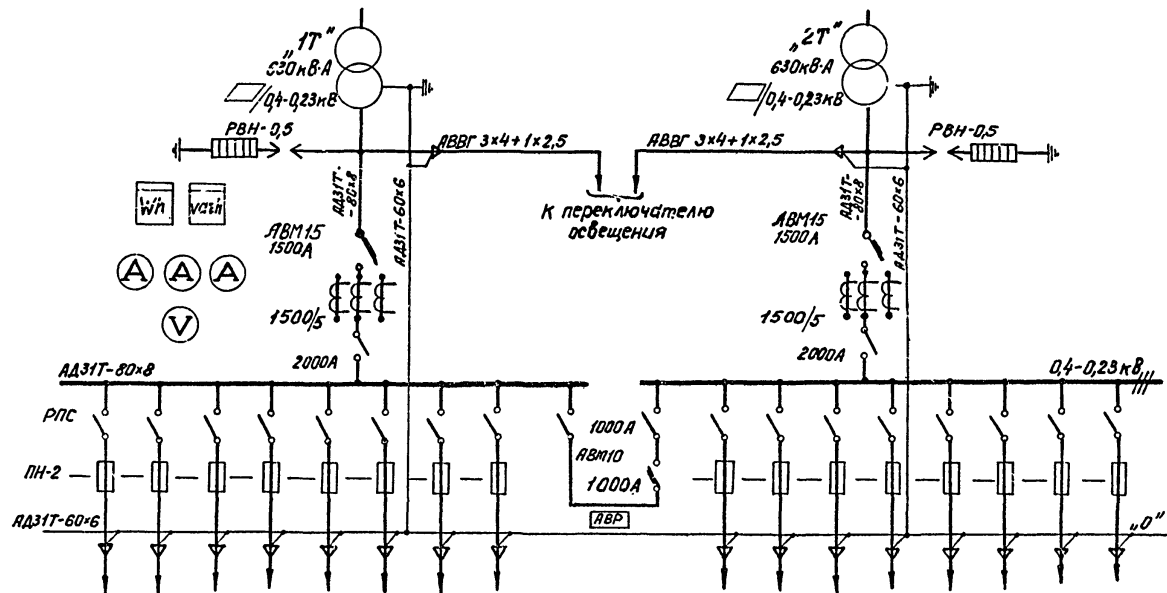 „1Т"
630кВ·А
/0,4-0,23кВ
РВН-0,5
АВВГ 3×4+1×2,5
АД31Т-
-80×8
АД31Т-60×6
Wh
varh
АВМ15
1500А
А
А
А
V
1500/5
2000А
К переключателю
освещения
„2Т"
630кВ·А
/0,4-0,23кВ
АВВГ 3×4+1×2,5
РВН-0,5
АД31Т-
-80×8
АД31Т-60×6
АВМ15
1500А
1500/5
2000А
АД31Т-80×8
0,4-0,23кВ
РПС
1000А
АВМ10
1000А
ПН-2
АВР
АД31Т-60×6
„О"